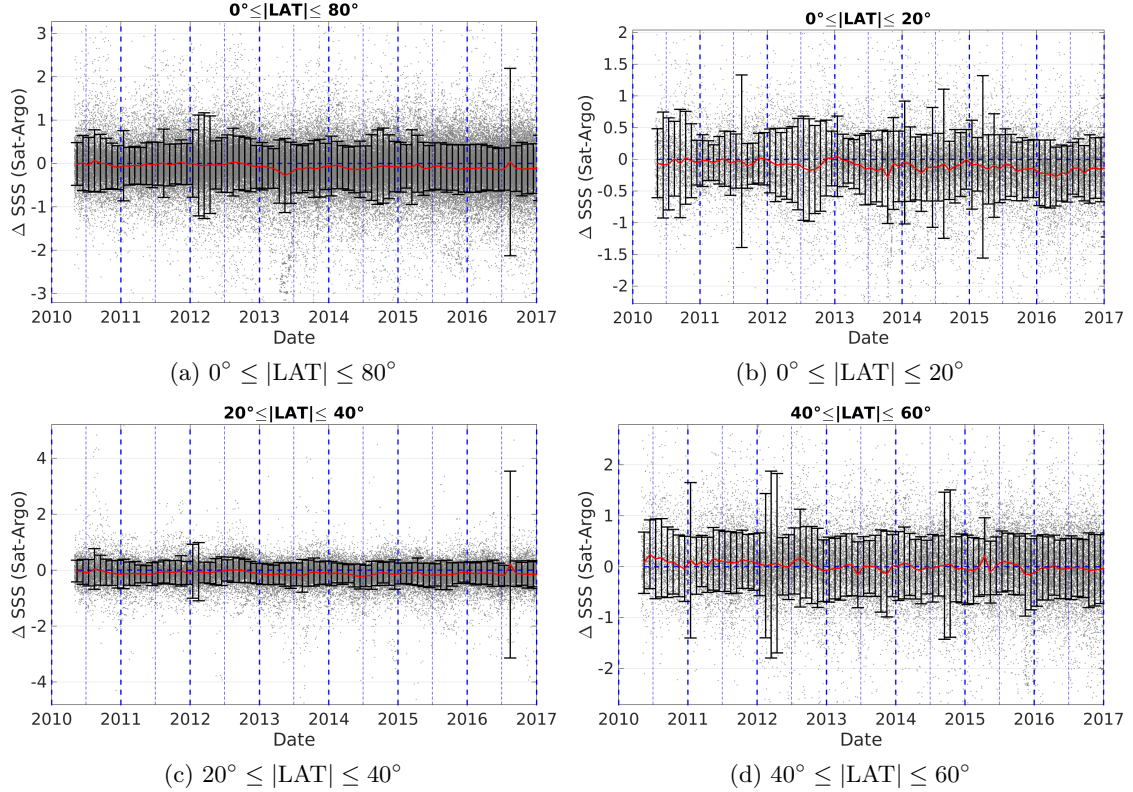 0°≤|LAT|≤ 80°
3
2
1
0
-1
-2
-3
Δ SSS (Sat-Argo)
2010 2011 2012 2013 2014 2015 2016 2017
Date
(a) 0° ≤ |LAT| ≤ 80°
0°≤|LAT|≤ 20°
2
1.5
1
0.5
0
-0.5
-1
-1.5
-2
Δ SSS (Sat-Argo)
2010 2011 2012 2013 2014 2015 2016 2017
Date
(b) 0° ≤ |LAT| ≤ 20°
20°≤|LAT|≤ 40°
4
2
0
-2
-4
Δ SSS (Sat-Argo)
2010 2011 2012 2013 2014 2015 2016 2017
Date
(c) 20° ≤ |LAT| ≤ 40°
40°≤|LAT|≤ 60°
2
1
0
-1
-2
Δ SSS (Sat-Argo)
2010 2011 2012 2013 2014 2015 2016 2017
Date
(d) 40° ≤ |LAT| ≤ 60°